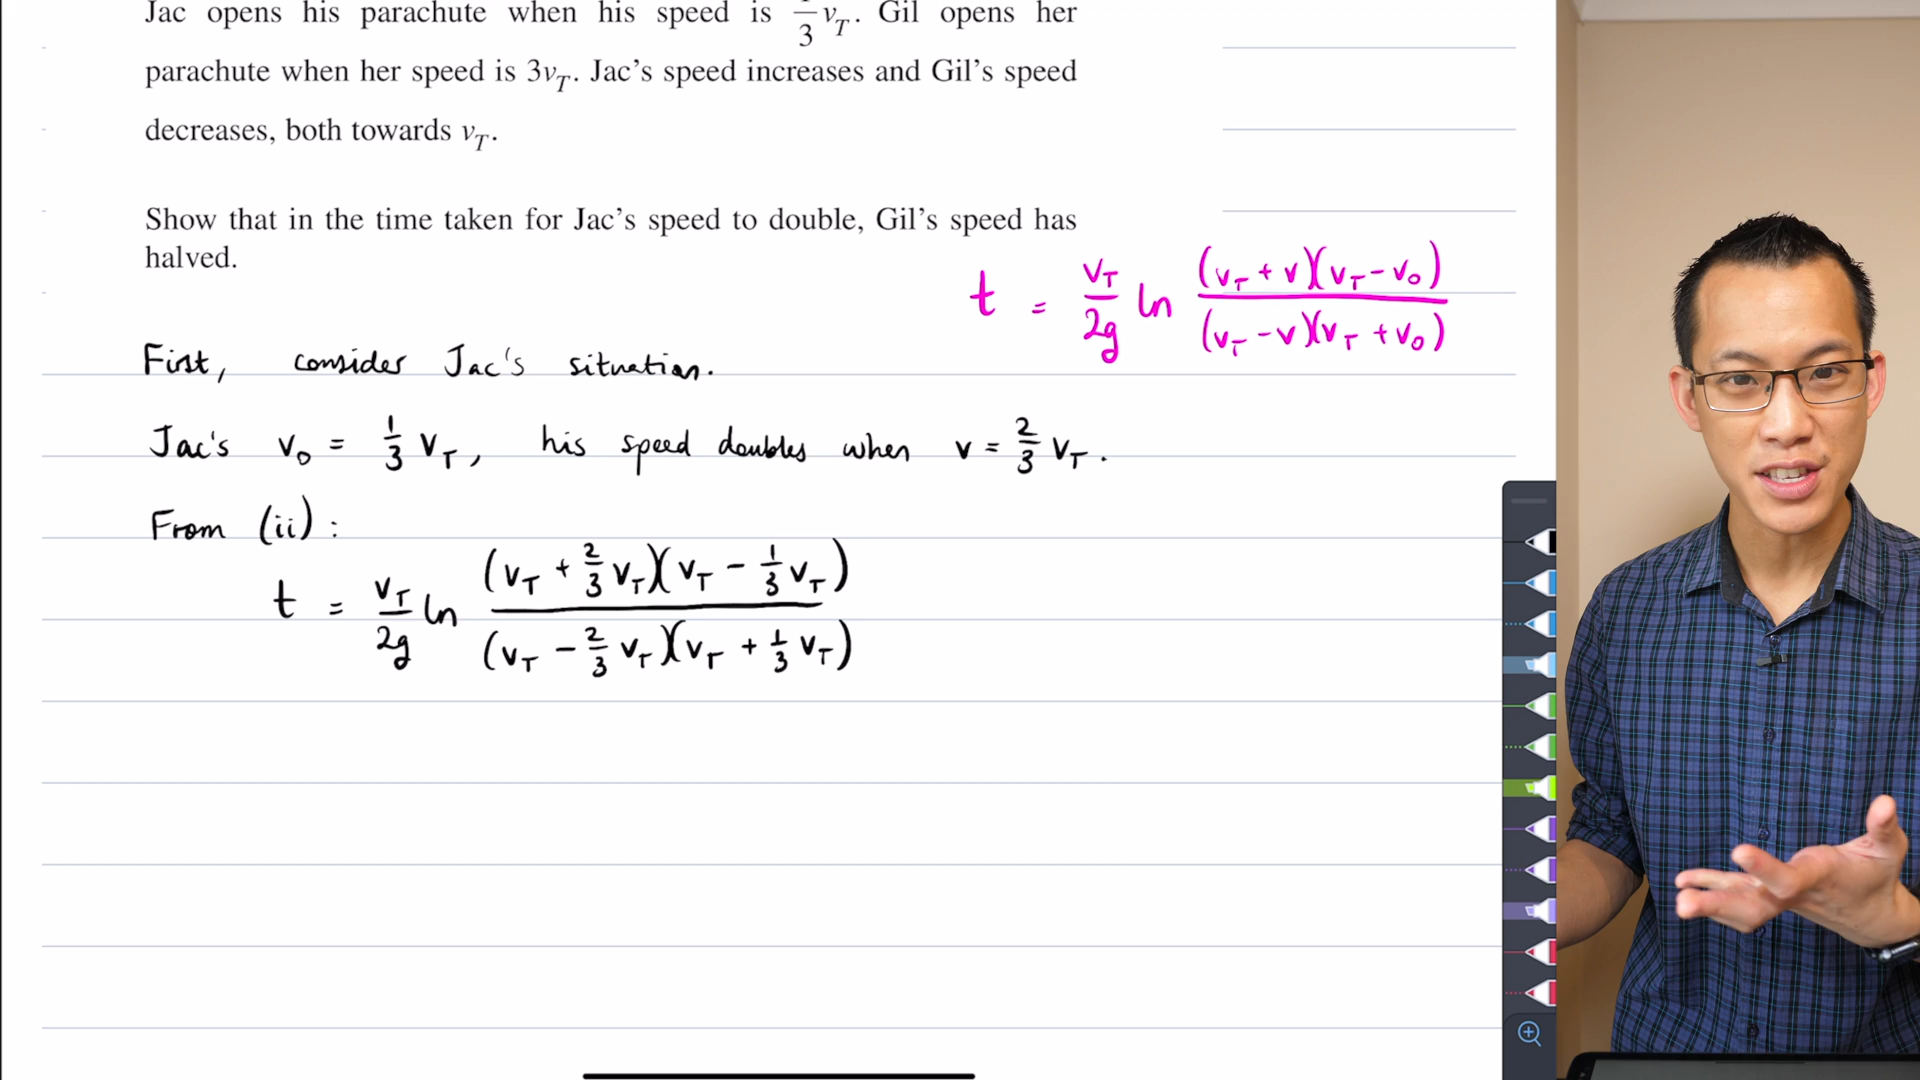 Jac opens his parachute when his speed is 1/3 v_T. Gil opens her
parachute when her speed is 3v_T. Jac's speed increases and Gil's speed
decreases, both towards v_T.
Show that in the time taken for Jac's speed to double, Gil's speed has
halved.
t = v_T/2g ln (v_T + v)(v_T - v_0)/(v_T - v)(v_T + v_0)
First, consider Jac's situation.
Jac's v_0 = 1/3 v_T, his speed doubles when v = 2/3 v_T.
From (ii):
t = v_T/2g ln (v_T + 2/3 v_T)(v_T - 1/3 v_T)/(v_T - 2/3 v_T)(v_T + 1/3 v_T)